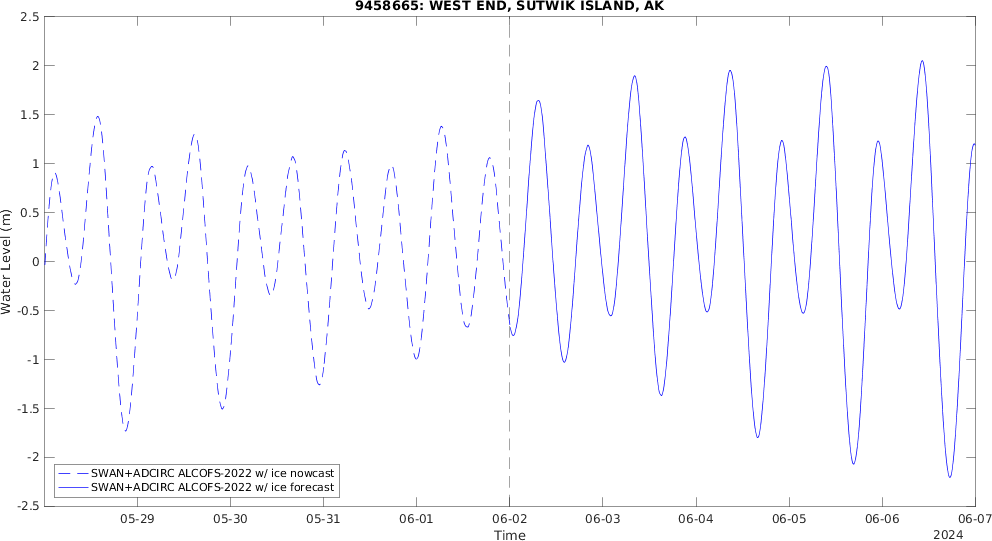 9458665: WEST END, SUTWIK ISLAND, AK
Water Level (m)
2.5
2
1.5
1
0.5
0
-0.5
-1
-1.5
-2
-2.5
SWAN+ADCIRC ALCOFS-2022 w/ ice nowcast
SWAN+ADCIRC ALCOFS-2022 w/ ice forecast
05-29 05-30 05-31 06-01 06-02 06-03 06-04 06-05 06-06 06-07
Time
2024